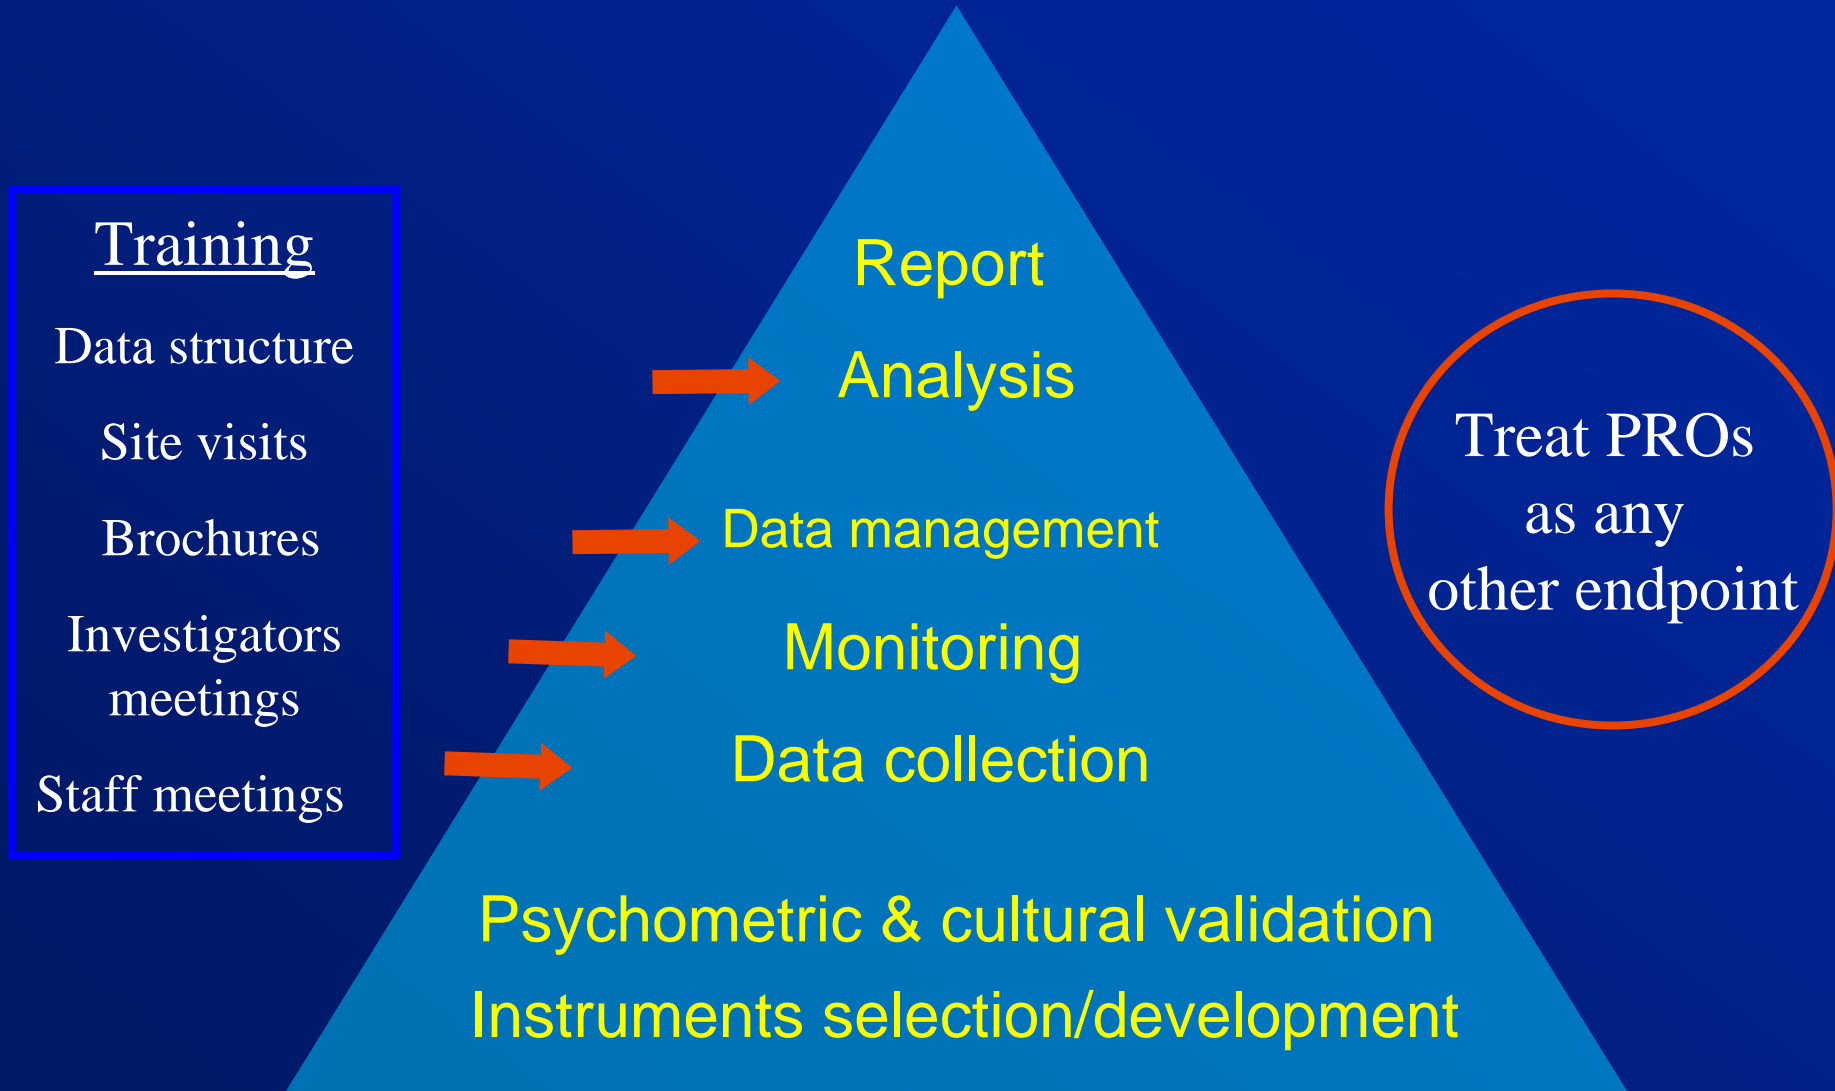 Training
Data structure
Site visits
Brochures
Investigators
meetings
Staff meetings
Report
Analysis
Data management
Monitoring
Data collection
Psychometric & cultural validation
Instruments selection/development
Treat PROs
as any
other endpoint